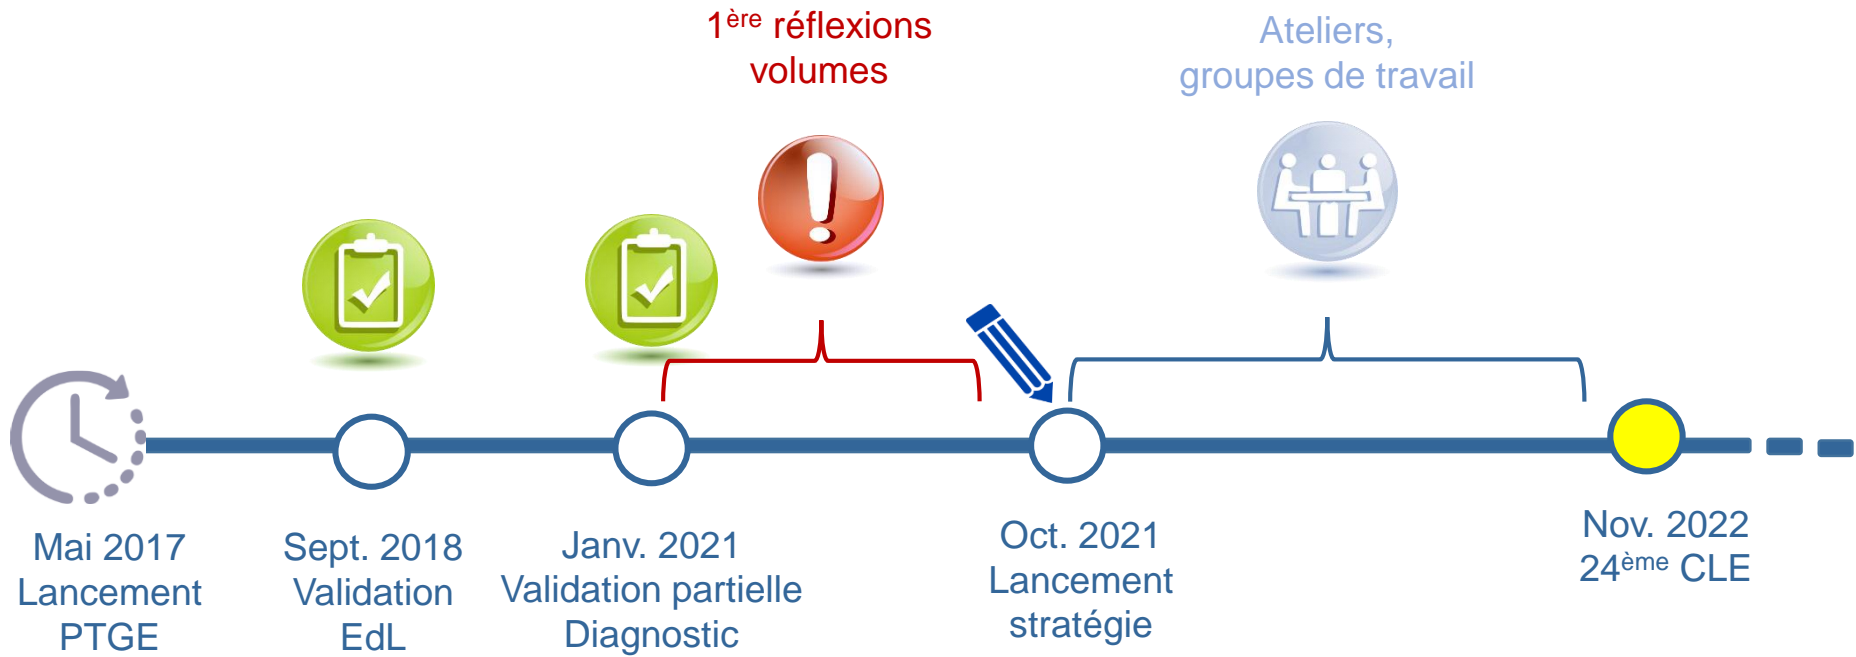 1ère réflexions
volumes
Ateliers,
groupes de travail
Mai 2017
Lancement
PTGE
Sept. 2018
Validation
EdL
Janv. 2021
Validation partielle
Diagnostic
Oct. 2021
Lancement
stratégie
Nov. 2022
24ème CLE